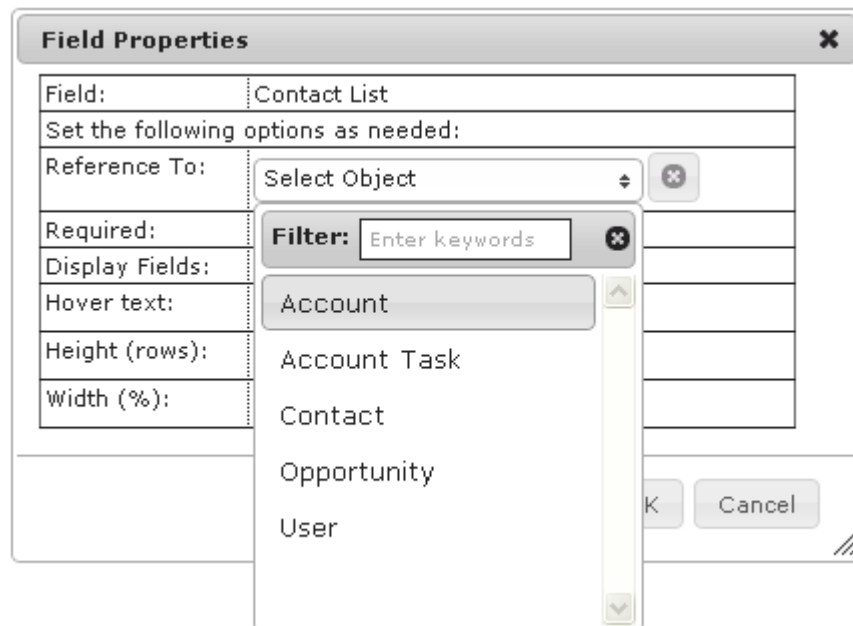 Field Properties
Field: Contact List
Set the following options as needed:
Reference To: Select Object
Required:
Filter: Enter keywords
Display Fields:
Hover text:
Account
Height (rows):
Account Task
Width (%):
Contact
Opportunity
K Cancel
User